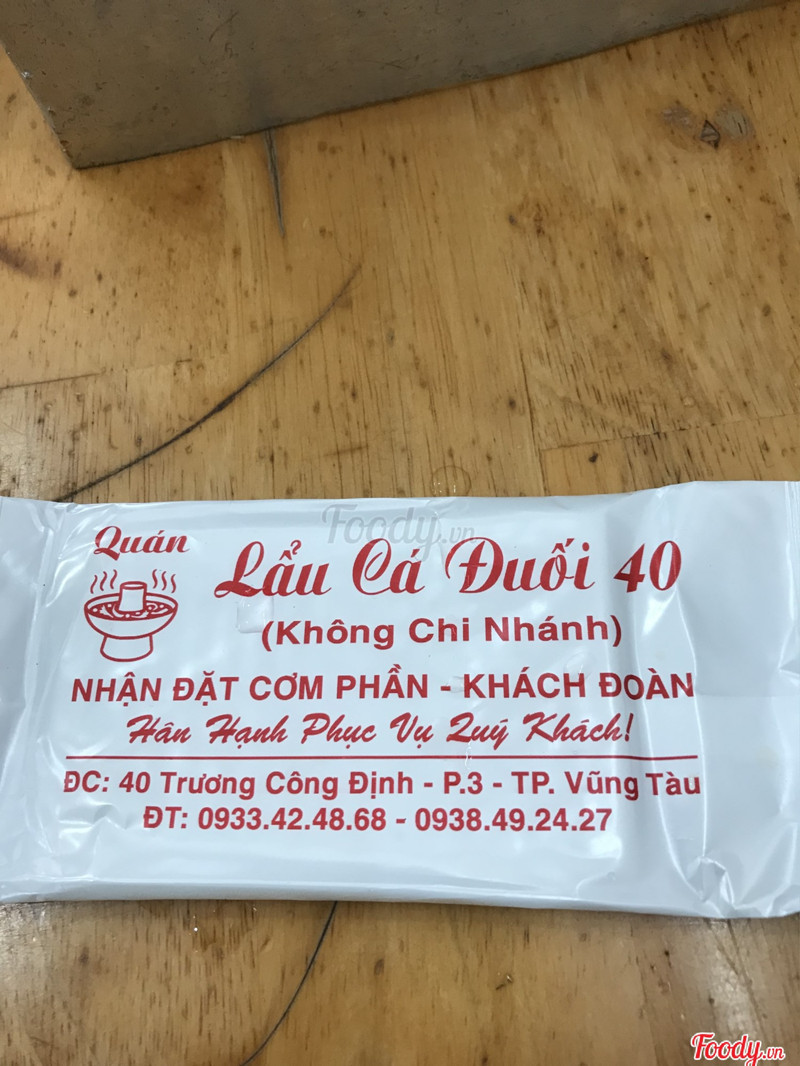 Foody.vn
Quán
Lẩu Cá Đuối 40
(Không Chi Nhánh)
NHẬN ĐẶT CƠM PHẦN - KHÁCH ĐOÀN
Hân Hạnh Phục Vụ Quý Khách!
ĐC: 40 Trương Công Định - P.3 - TP. Vũng Tàu
ĐT: 0933.42.48.68 - 0938.49.24.27
Foody.vn